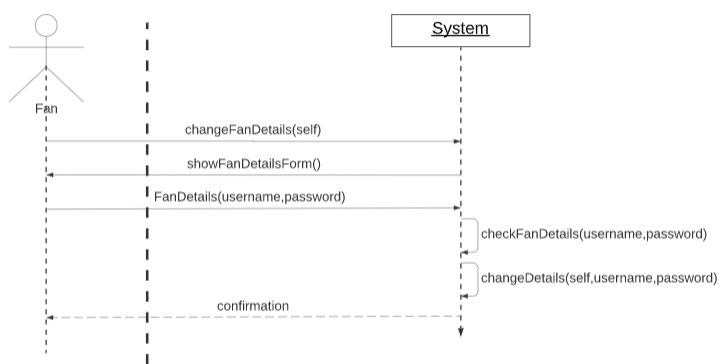 System
Fan
changeFanDetails(self)
showFanDetailsForm()
FanDetails(username,password)
checkFanDetails(username,password)
changeDetails(self,username,password)
confirmation